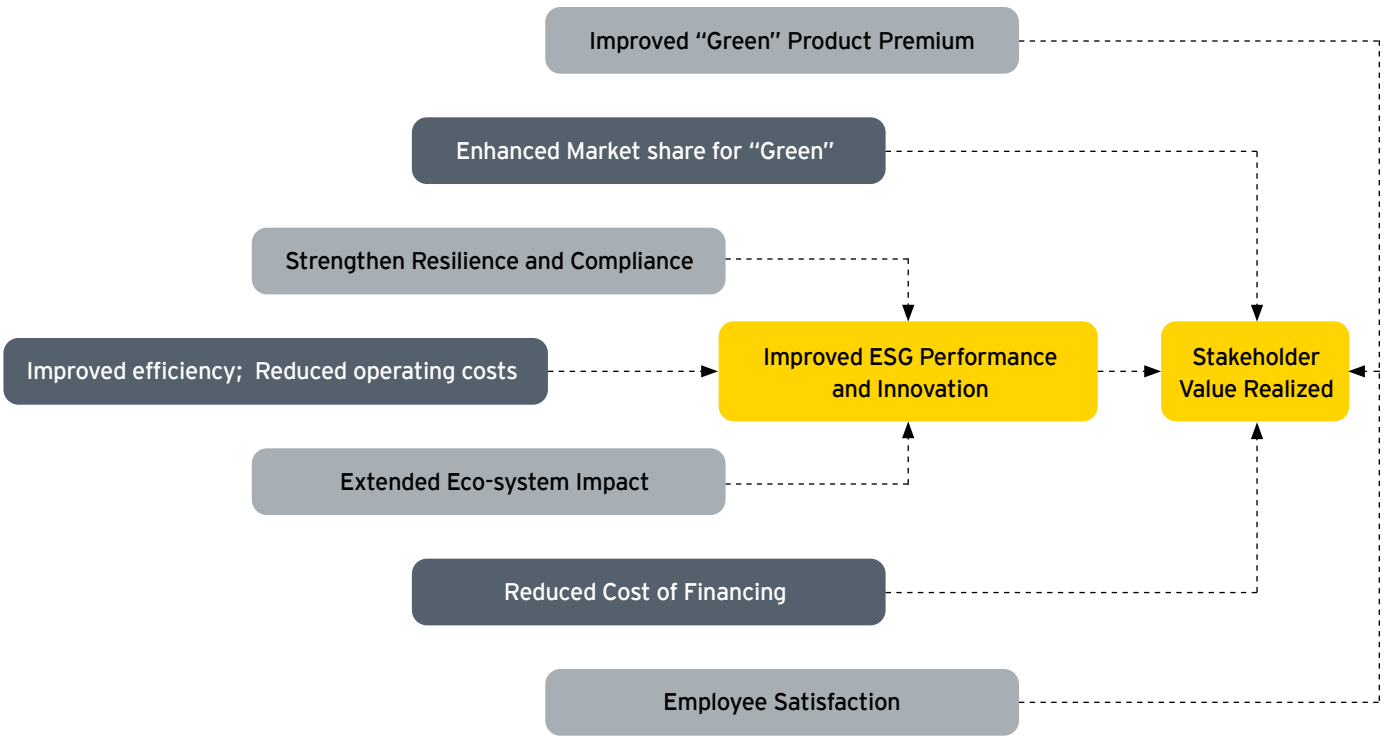 Improved “Green” Product Premium
Enhanced Market share for “Green”
Strengthen Resilience and Compliance
Improved efficiency;  Reduced operating costs
Improved ESG Performance
and Innovation
Stakeholder
Value Realized
Extended Eco-system Impact
Reduced Cost of Financing
Employee Satisfaction